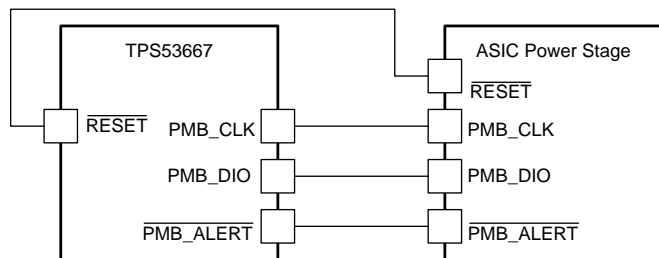 TPS53667
ASIC Power Stage
RESET
RESET
PMB_CLK
PMB_CLK
PMB_DIO
PMB_DIO
PMB_ALERT
PMB_ALERT